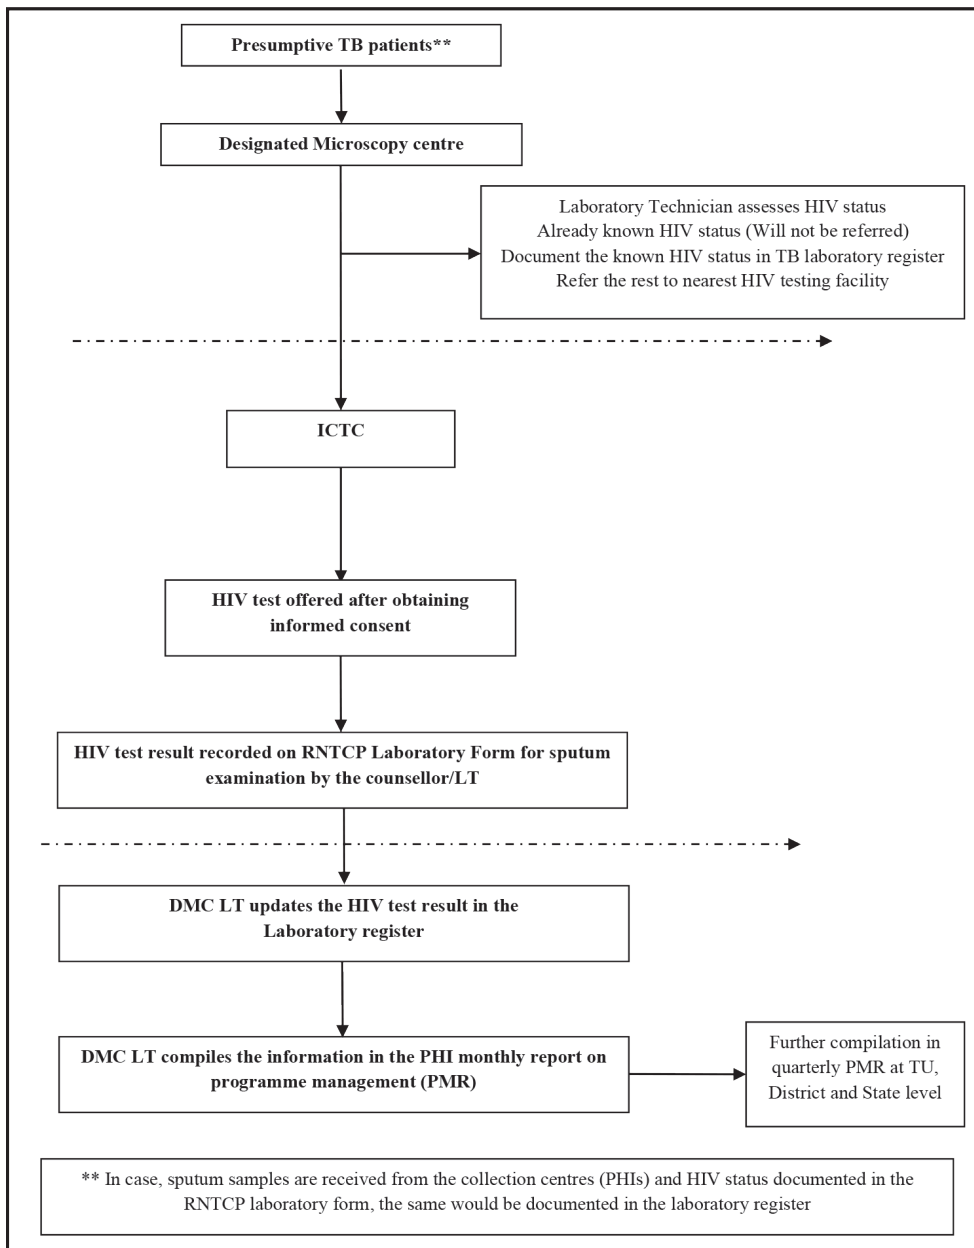 Presumptive TB patients**
Designated Microscopy centre
Laboratory Technician assesses HIV status
Already known HIV status (Will not be referred)
Document the known HIV status in TB laboratory register
Refer the rest to nearest HIV testing facility
ICTC
HIV test offered after obtaining
informed consent
HIV test result recorded on RNTCP Laboratory Form for sputum
examination by the counsellor/LT
DMC LT updates the HIV test result in the
Laboratory register
DMC LT compiles the information in the PHI monthly report on
programme management (PMR)
Further compilation in
quarterly PMR at TU,
District and State level
** In case, sputum samples are received from the collection centres (PHIs) and HIV status documented in the
RNTCP laboratory form, the same would be documented in the laboratory register